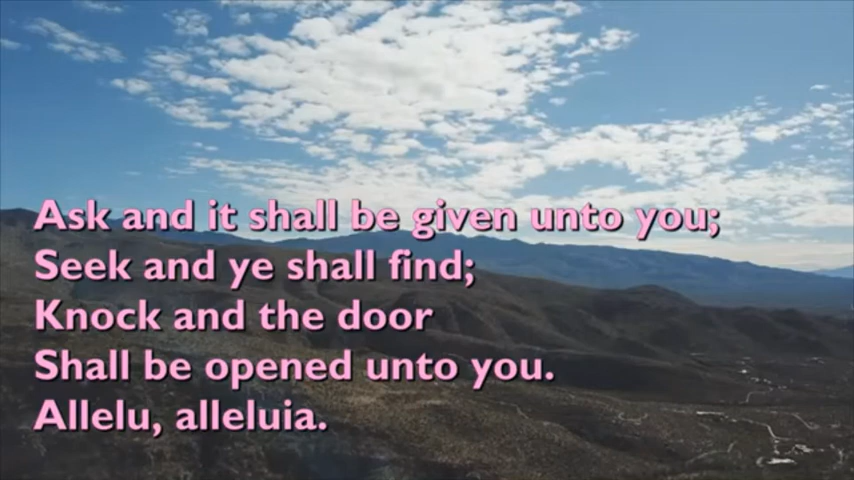 Ask and it shall be given unto you;
Seek and ye shall find;
Knock and the door
Shall be opened unto you.
Allelu, alleluia.